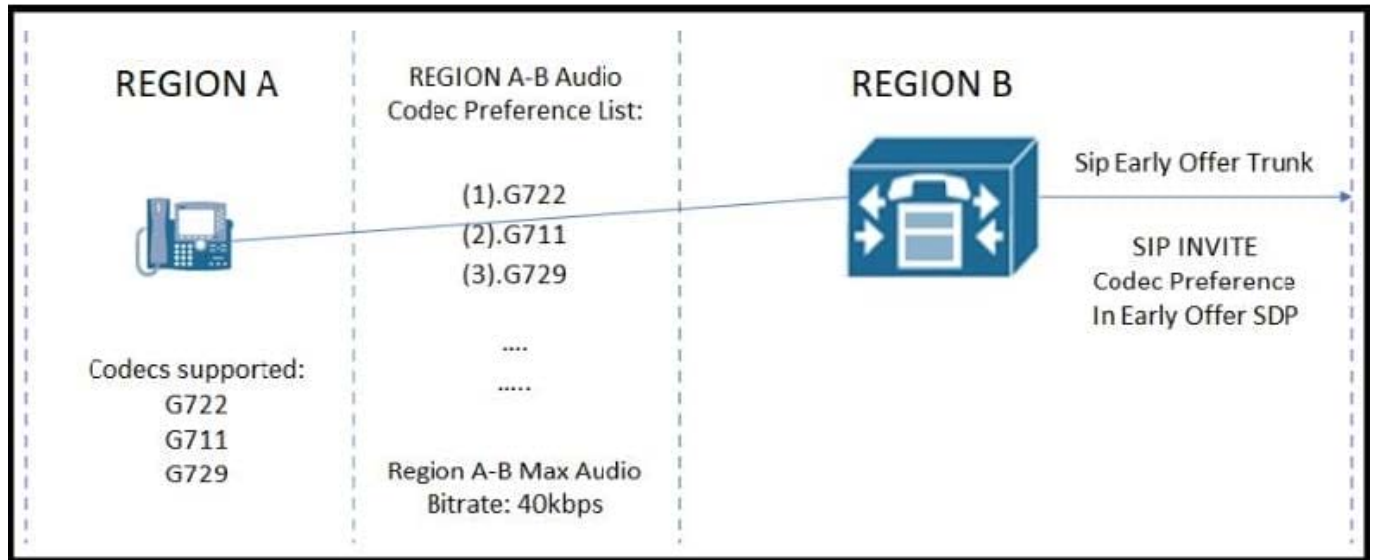 REGION A
Codecs supported:
G722
G711
G729
REGION A-B Audio
Codec Preference List:
(1).G722
(2).G711
(3).G729
....
.....
Region A-B Max Audio
Bitrate: 40kbps
REGION B
Sip Early Offer Trunk
SIP INVITE
Codec Preference
In Early Offer SDP